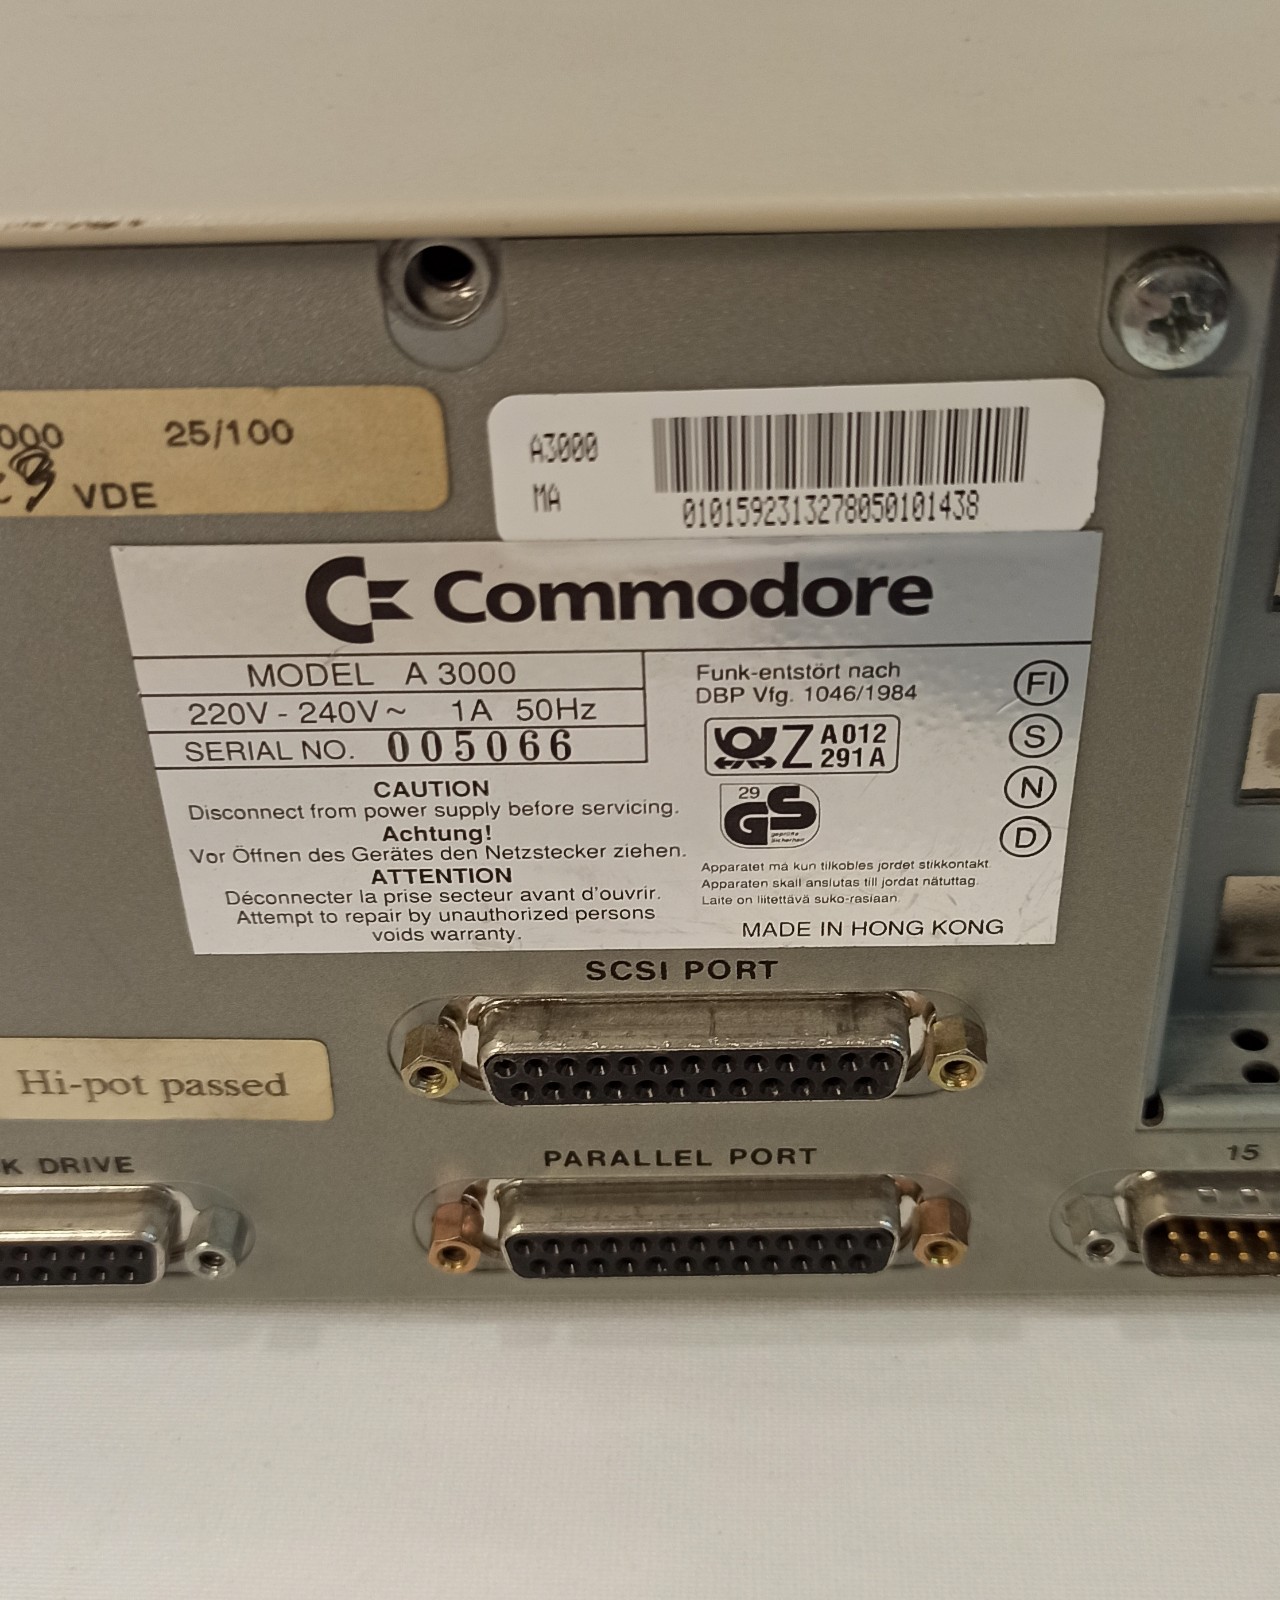 000 25/100
VDE
A3000
MA
0101592313278050101438
Commodore
MODEL A 3000
220V - 240V ~ 1A 50Hz
SERIAL NO. 005066
CAUTION
Disconnect from power supply before servicing.
Achtung!
Vor Öffnen des Gerätes den Netzstecker ziehen.
ATTENTION
Déconnecter la prise secteur avant d'ouvrir.
Attempt to repair by unauthorized persons
voids warranty.
Funk-entstört nach
DBP Vfg. 1046/1984
Z A012
291A
29
GS
geprüfte
Sicherheit
FI
S
N
D
Apparatet må kun tilkobles jordet stikkontakt.
Apparaten skall anslutas till jordat nätuttag.
Laite on liitettävä suko-rasiaan.
MADE IN HONG KONG
SCSI PORT
Hi-pot passed
K DRIVE
PARALLEL PORT
15